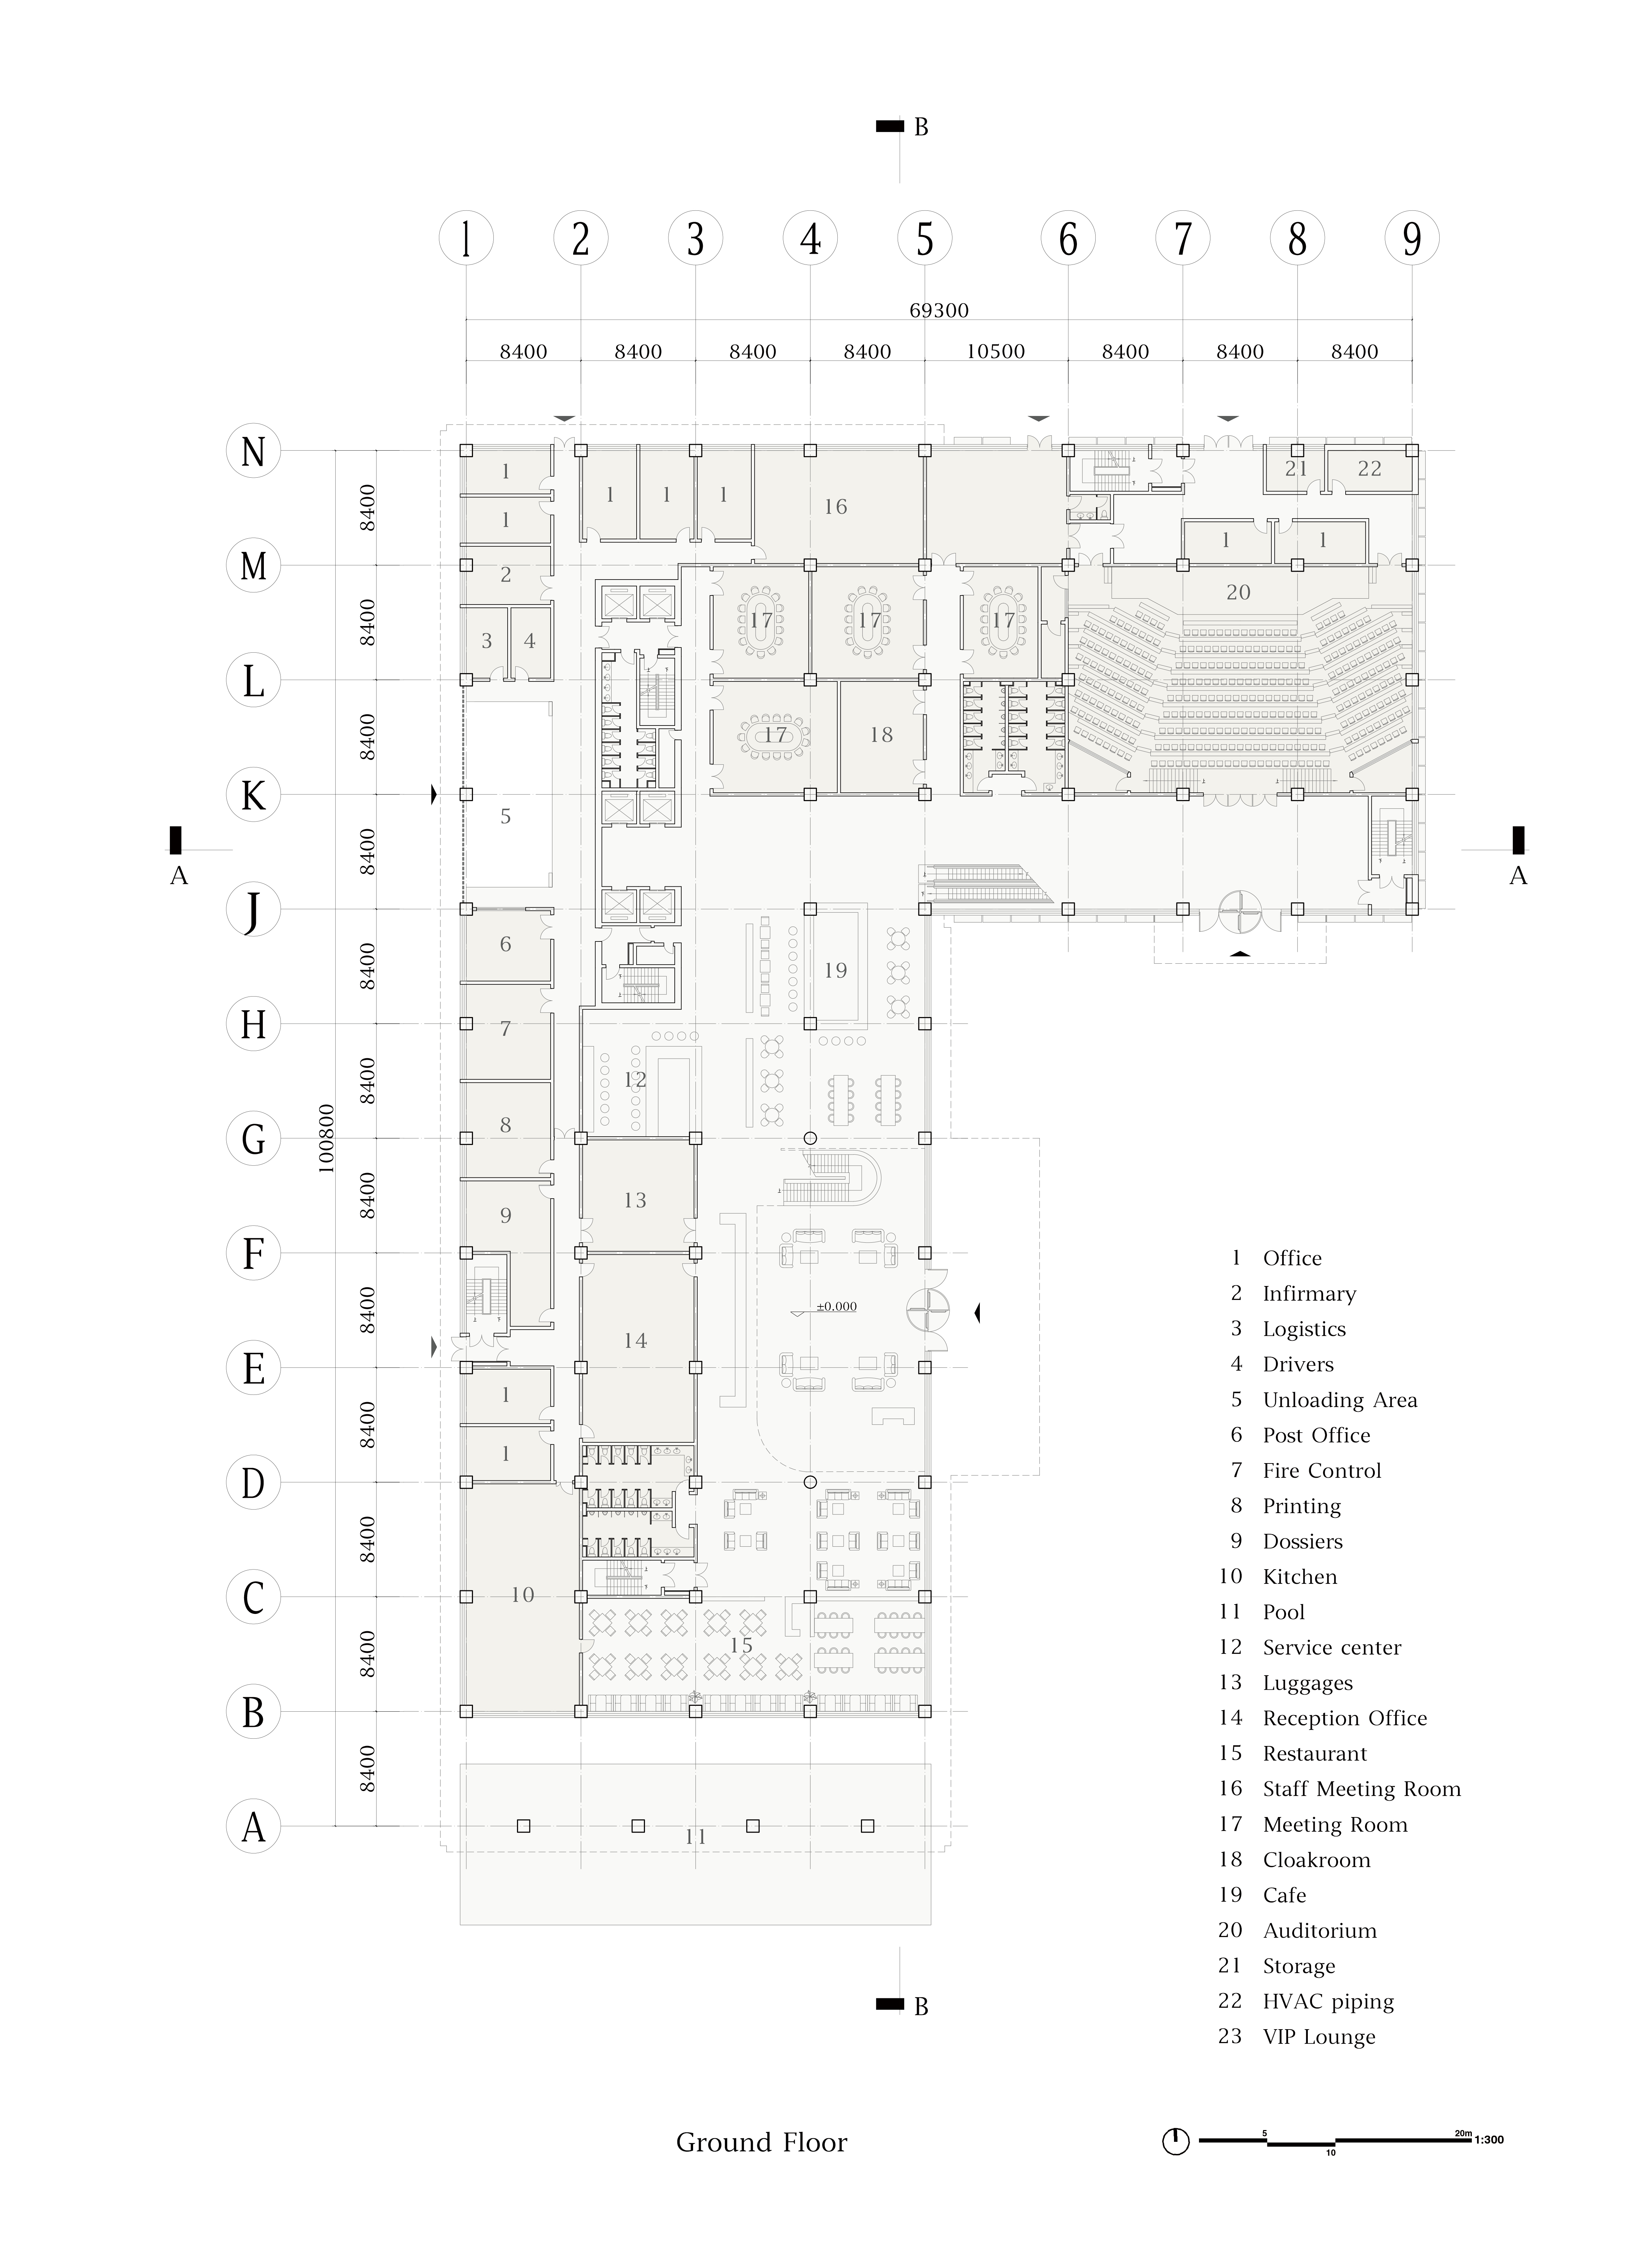 B
1 2 3 4 5 6 7 8 9
69300
8400 8400 8400 8400 10500 8400 8400 8400
N
1 1 1 1 16 21 22
8400
1 1 1
M
2 20
8400
3 4 17 17 17
L
8400
17 18
K
5
8400
A A
J
6
8400
19
H
7
12
8400
G
8
100800
13
8400
9
F
±0.000
8400
14
E
1
8400
1
D
8400
10
C
15
8400
B
8400
A
11
B
1 Office
2 Infirmary
3 Logistics
4 Drivers
5 Unloading Area
6 Post Office
7 Fire Control
8 Printing
9 Dossiers
10 Kitchen
11 Pool
12 Service center
13 Luggages
14 Reception Office
15 Restaurant
16 Staff Meeting Room
17 Meeting Room
18 Cloakroom
19 Cafe
20 Auditorium
21 Storage
22 HVAC piping
23 VIP Lounge
Ground Floor
5 10 20m 1:300